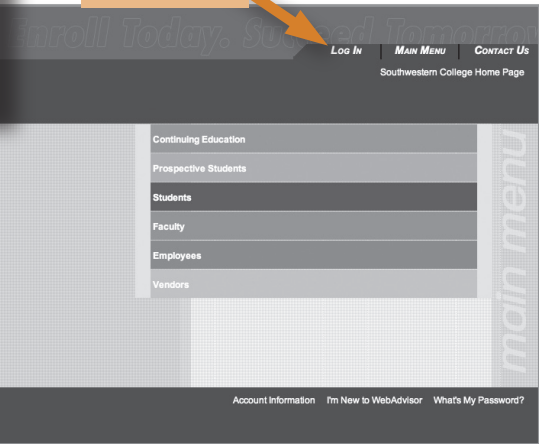 Enroll Today. Succeed Tomorrow
LOG IN MAIN MENU CONTACT US
Southwestern College Home Page
Continuing Education
Prospective Students
Students
Faculty
Employees
Vendors
main menu
Account Information I'm New to WebAdvisor What's My Password?